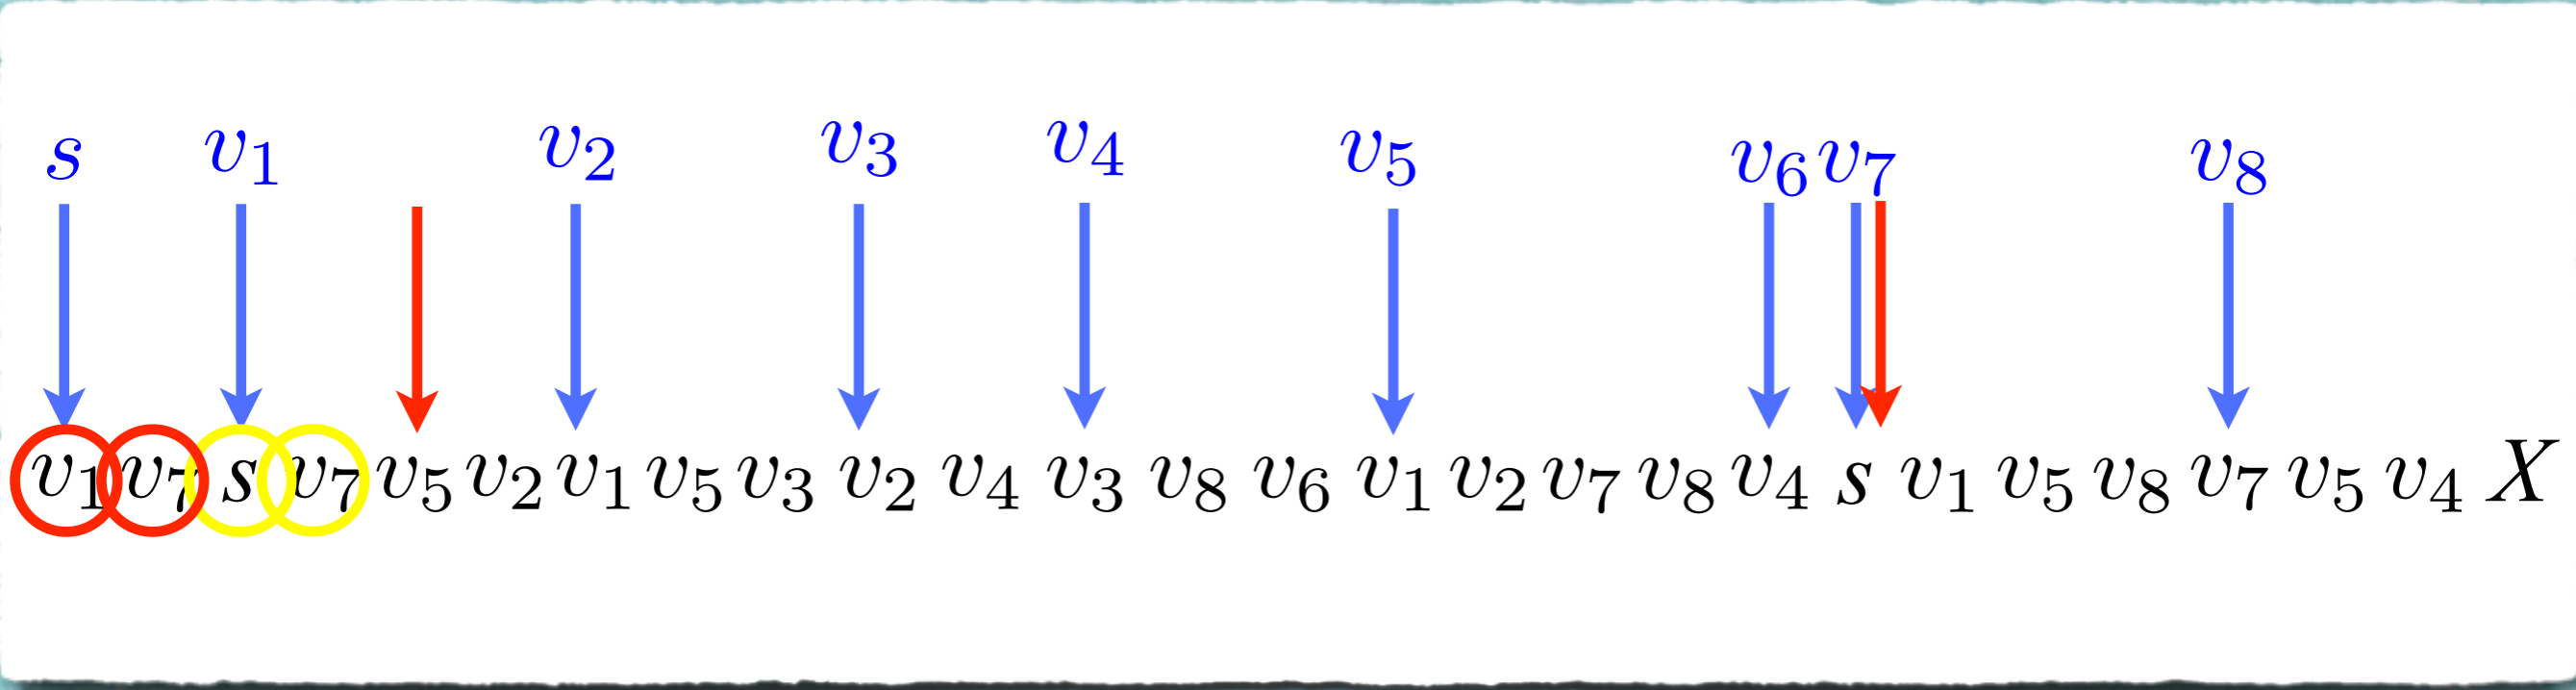 s v₁ v₂ v₃ v₄ v₅ v₆ v₇ v₈
v₁ v₇ s v₇ v₅ v₂ v₁ v₅ v₃ v₂ v₄ v₃ v₈ v₆ v₁ v₂ v₇ v₈ v₄ s v₁ v₅ v₈ v₇ v₅ v₄ X